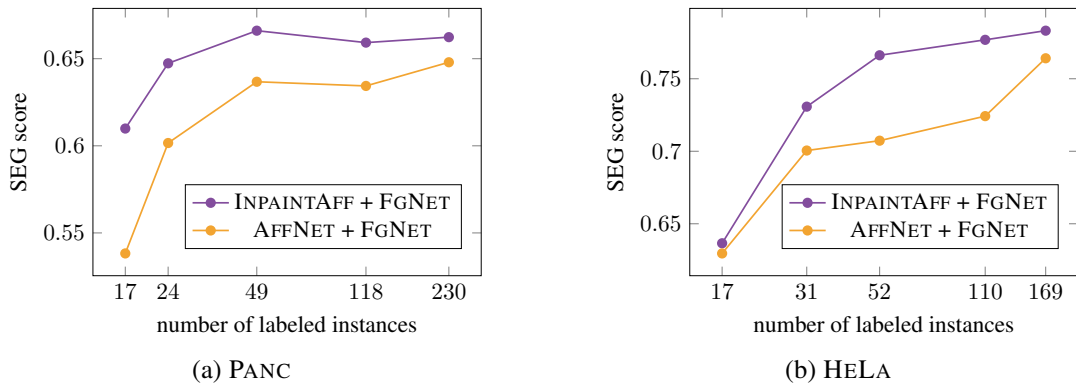 0.65
0.6
0.55
SEG score
INPAINTAFF + FGNET
AFFNET + FGNET
17 24 49 118 230
number of labeled instances
(a) PANC
0.75
0.7
0.65
SEG score
INPAINTAFF + FGNET
AFFNET + FGNET
17 31 52 110 169
number of labeled instances
(b) HELA